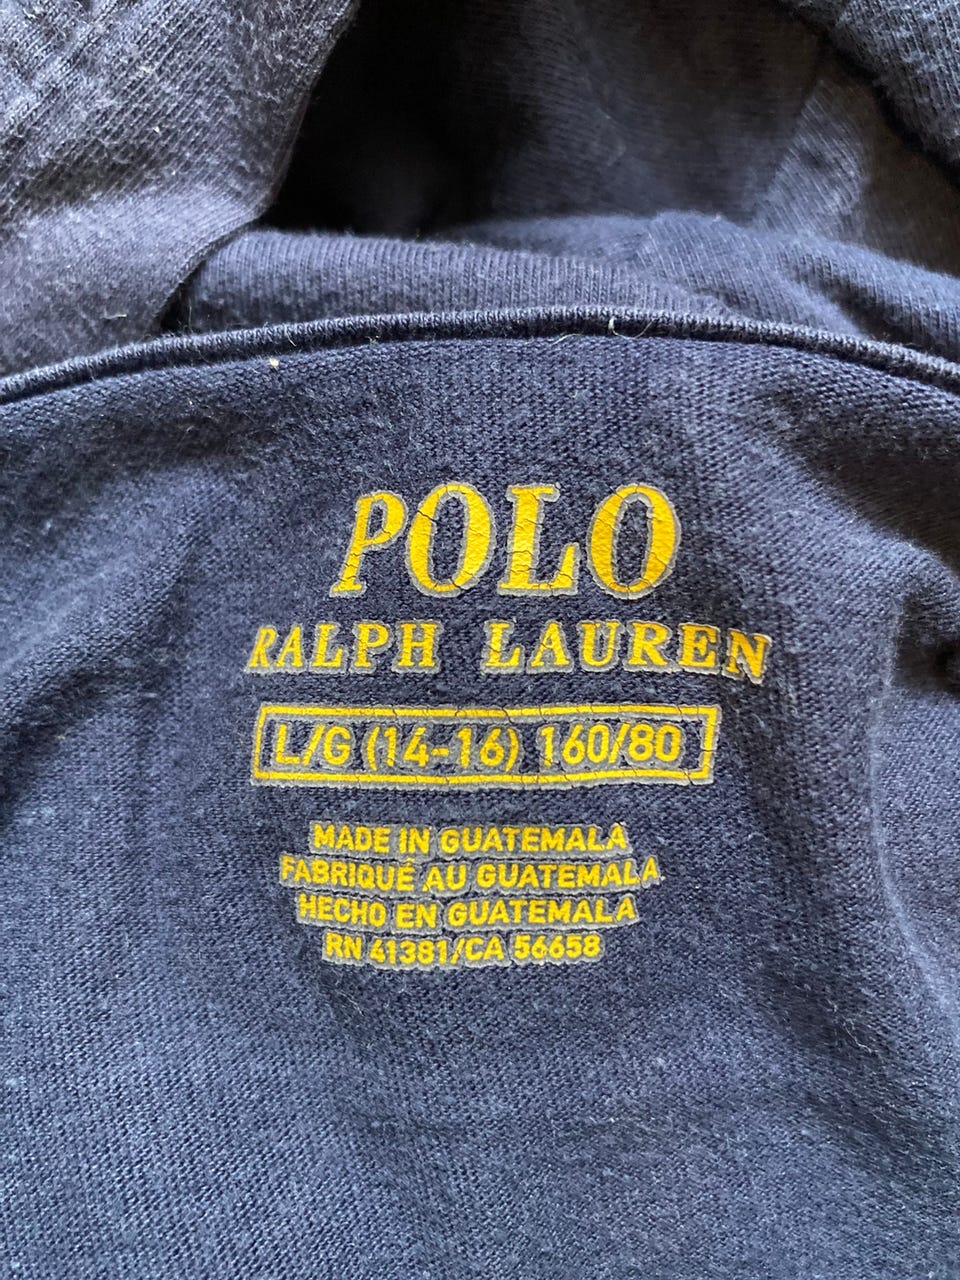 POLO
RALPH LAUREN
L/G (14-16) 160/80
MADE IN GUATEMALA
FABRIQUÉ AU GUATEMALA
HECHO EN GUATEMALA
RN 41381/CA 56658